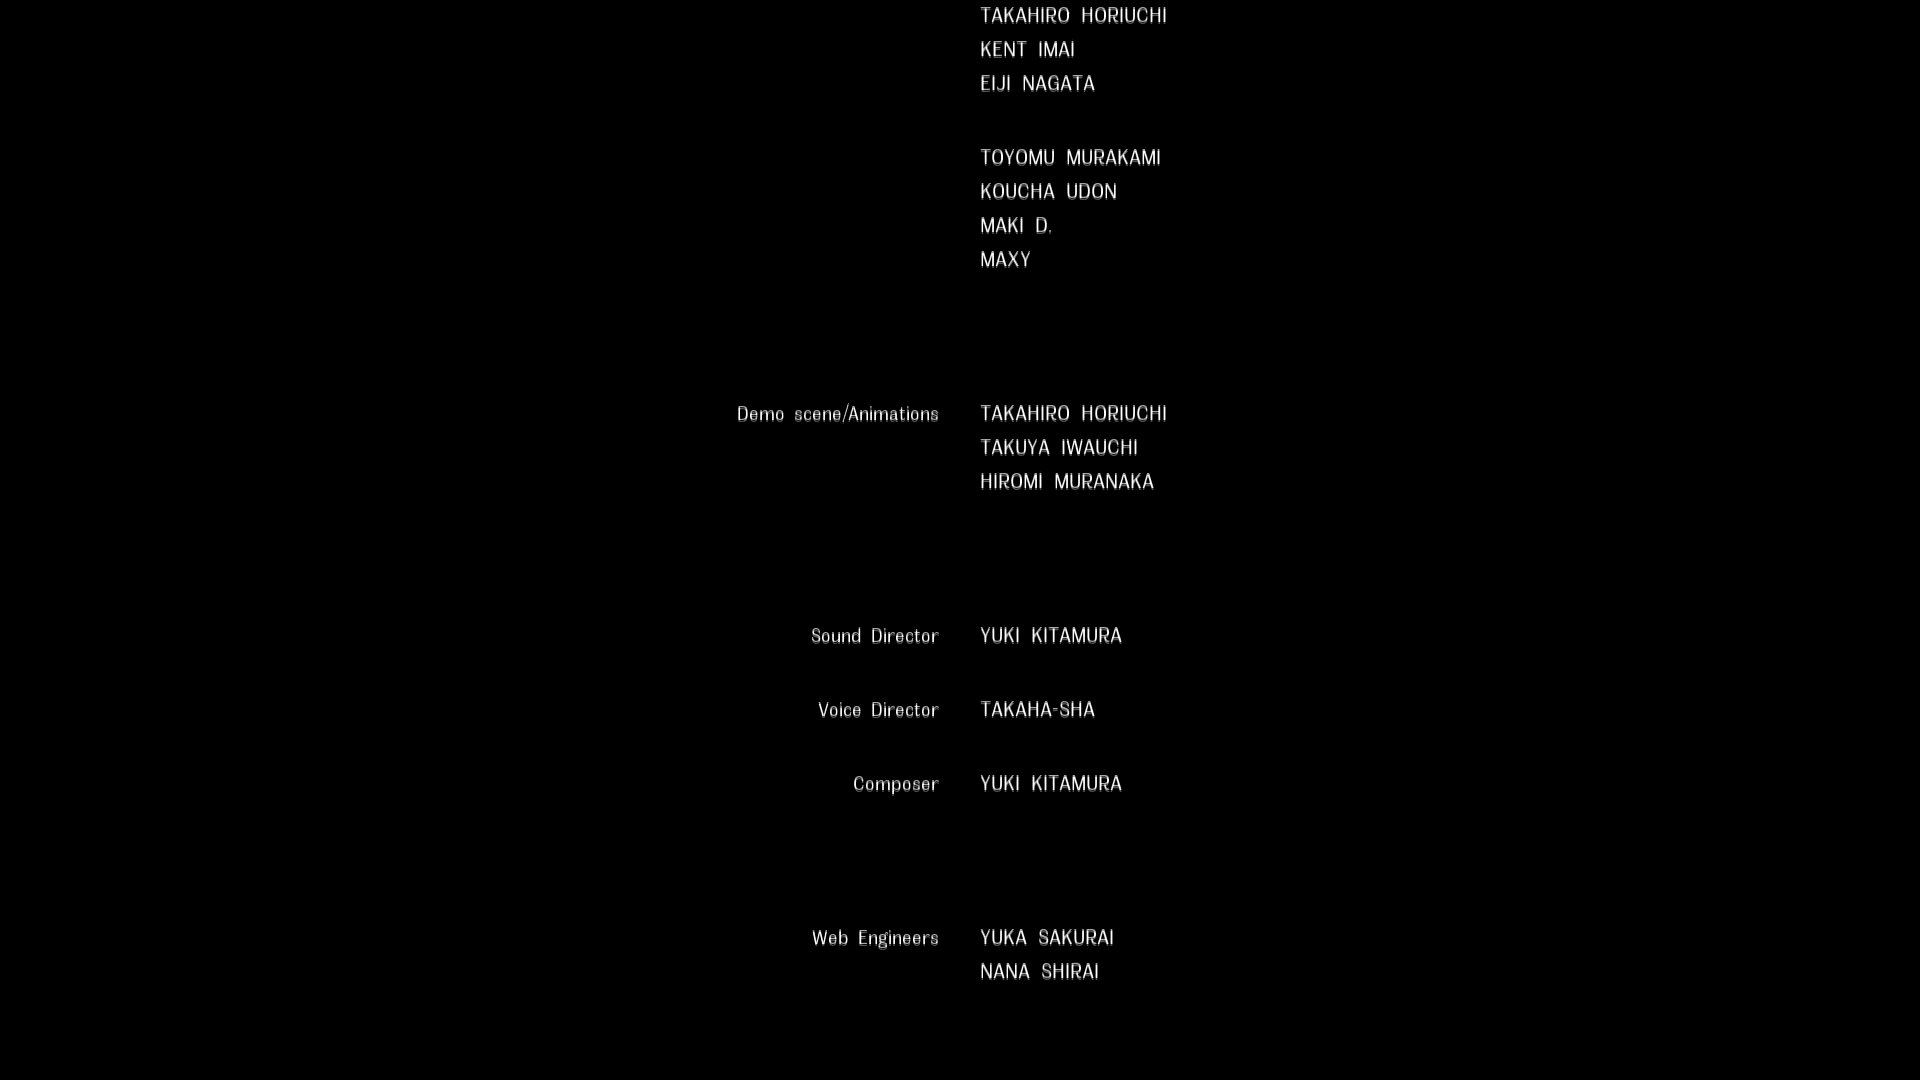 TAKAHIRO HORIUCHI
KENT IMAI
EIJI NAGATA
TOYOMU MURAKAMI
KOUCHA UDON
MAKI D.
MAXY
Demo scene/Animations TAKAHIRO HORIUCHI
TAKUYA IWAUCHI
HIROMI MURANAKA
Sound Director YUKI KITAMURA
Voice Director TAKAHA-SHA
Composer YUKI KITAMURA
Web Engineers YUKA SAKURAI
NANA SHIRAI